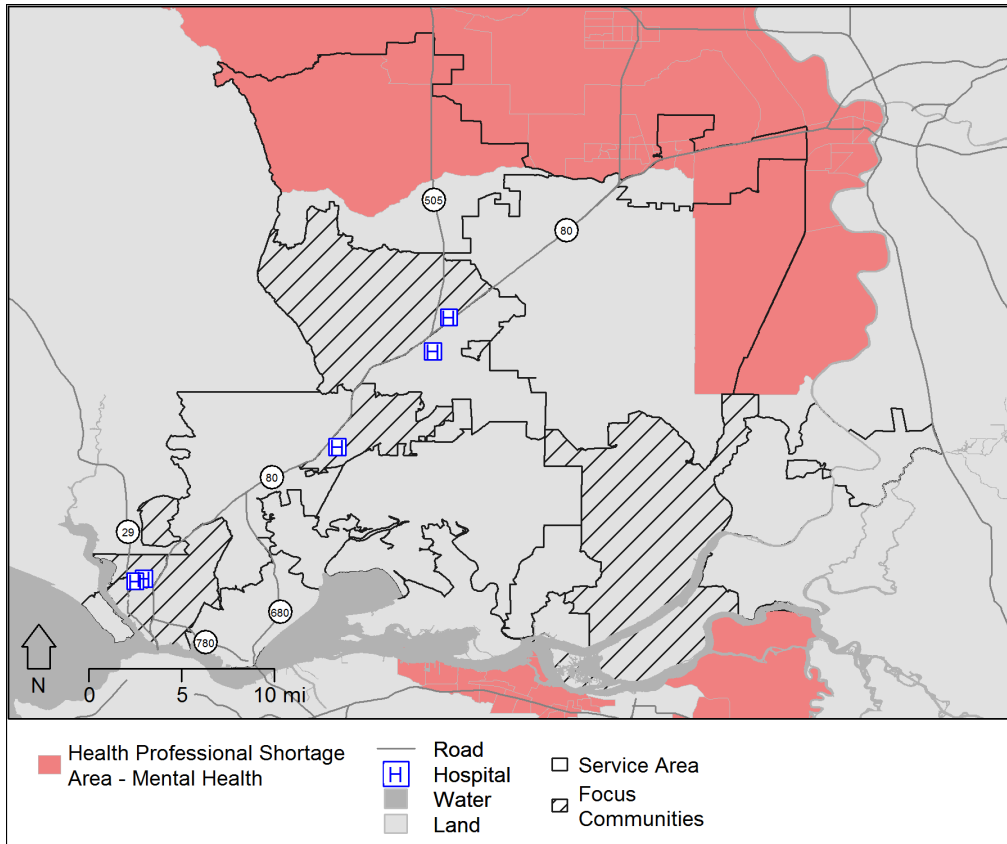 505
80
H
H
H
80
29
H
H
680
780
N
0 5 10 mi
Health Professional Shortage
Area - Mental Health
Road
H Hospital
Water
Land
Service Area
Focus
Communities